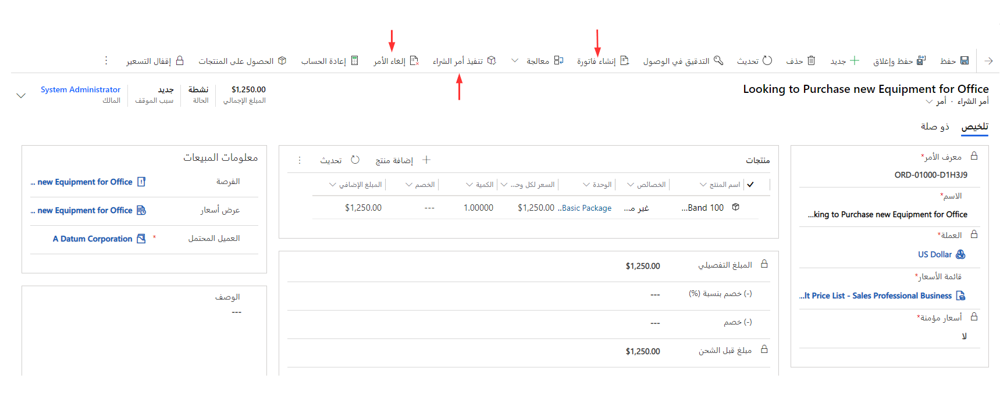 حفظ
حفظ وإغلاق
جديد
حذف
تحديث
التدقيق في الوصول
إنشاء فاتورة
معالجة
تنفيذ أمر الشراء
إلغاء الأمر
إعادة الحساب
الحصول على المنتجات
إقفال التسعير
Looking to Purchase new Equipment for Office
أمر الشراء · أمر
$1,250.00
المبلغ الإجمالي
نشطة
الحالة
جديد
سبب الموقف
System Administrator
المالك
تلخيص
ذو صلة
معرف الأمر*
ORD-01000-D1H3J9
الاسم*
...king to Purchase new Equipment for Office
العملة*
US Dollar
قائمة الأسعار*
...lt Price List - Sales Professional Business
أسعار مؤمنة*
لا
منتجات
إضافة منتج
تحديث
اسم المنتج
الخصائص
الوحدة
السعر لكل وحـ...
الكمية
الخصم
المبلغ الإضافي
...Band 100
غير مـ...
..Basic Package
$1,250.00
1.00000
---
$1,250.00
المبلغ التفصيلي
$1,250.00
(-) خصم بنسبة (%)
---
(-) خصم
---
مبلغ قبل الشحن
$1,250.00
معلومات المبيعات
الفرصة
... new Equipment for Office
عرض أسعار
... new Equipment for Office
العميل المحتمل
*
A Datum Corporation
الوصف
---